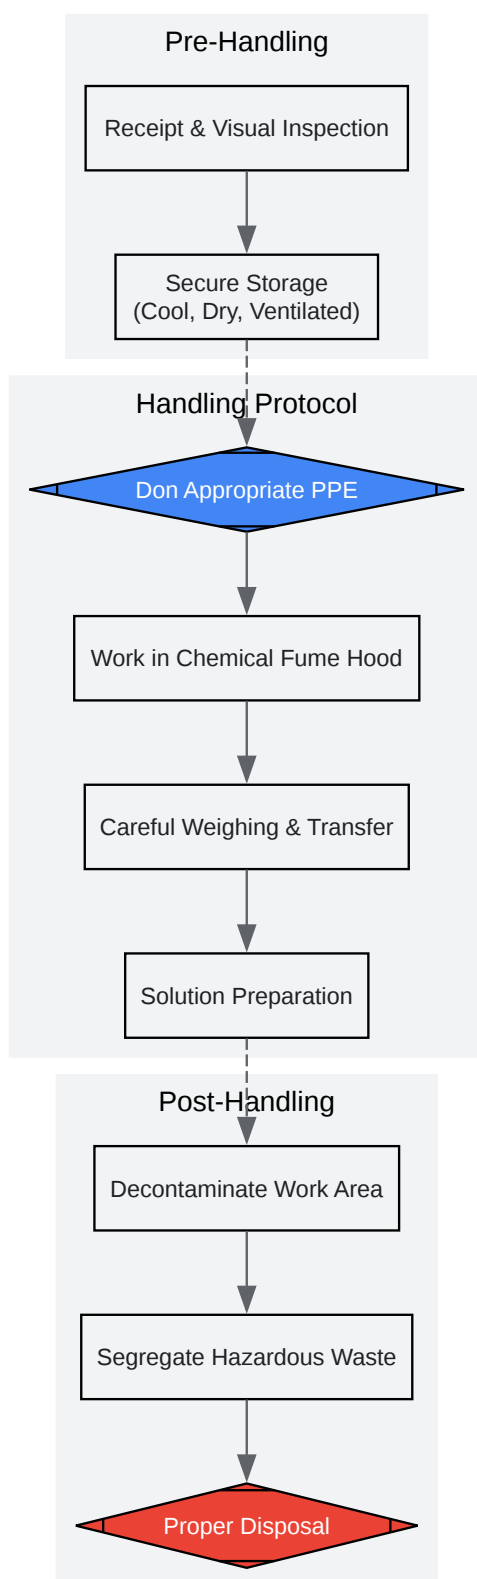 Pre-Handling
Receipt & Visual Inspection
Secure Storage
(Cool, Dry, Ventilated)
Handling Protocol
Don Appropriate PPE
Work in Chemical Fume Hood
Careful Weighing & Transfer
Solution Preparation
Post-Handling
Decontaminate Work Area
Segregate Hazardous Waste
Proper Disposal